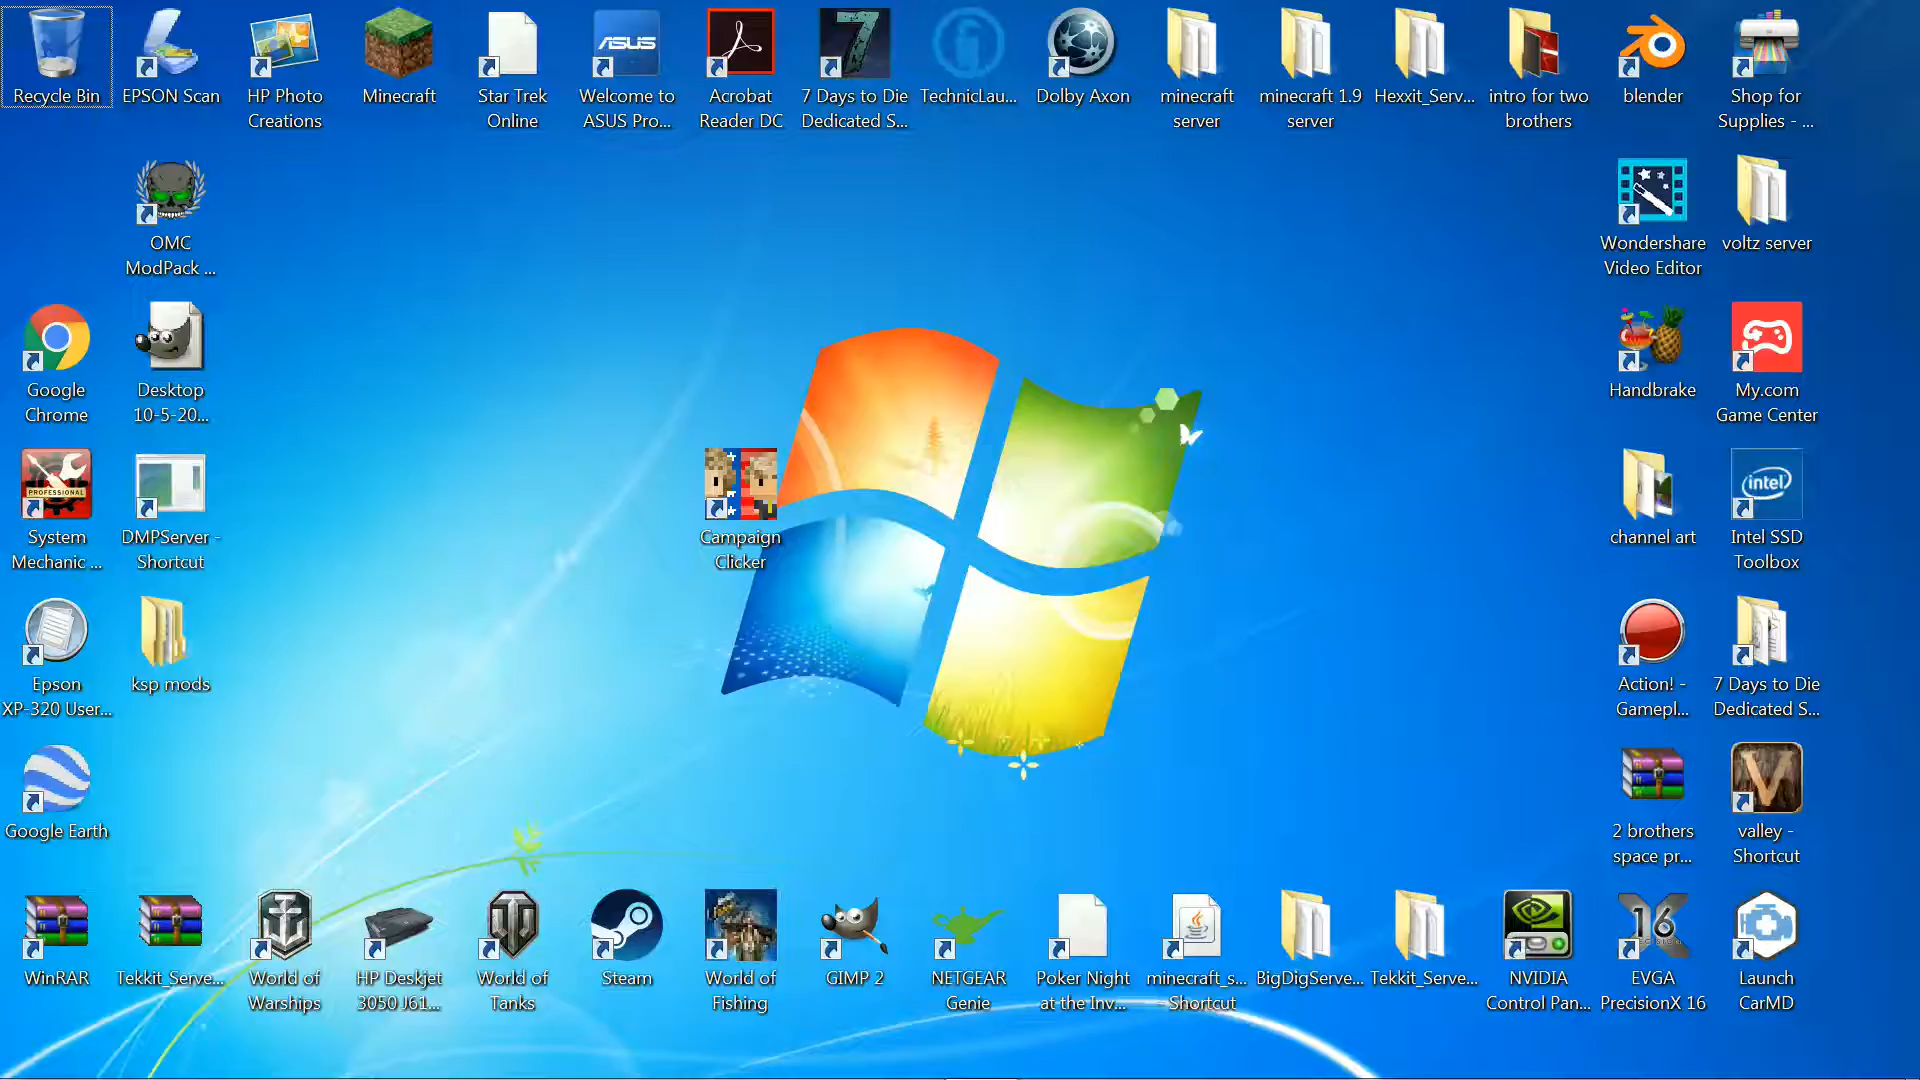 Recycle Bin
EPSON Scan
HP Photo
Creations
Minecraft
Star Trek
Online
ASUS
Welcome to
ASUS Pro...
Acrobat
Reader DC
7
7 Days to Die
Dedicated S...
TechnicLau...
Dolby Axon
minecraft
server
minecraft 1.9
server
Hexxit_Serv...
intro for two
brothers
blender
Shop for
Supplies - ...
OMC
ModPack ...
Wondershare
Video Editor
voltz server
Google
Chrome
Desktop
10-5-20...
Handbrake
My.com
Game Center
PROFESSIONAL
System
Mechanic ...
DMPServer -
Shortcut
Campaign
Clicker
channel art
intel
Intel SSD
Toolbox
Epson
XP-320 User...
ksp mods
Action! -
Gamepl...
7 Days to Die
Dedicated S...
Google Earth
2 brothers
space pr...
V
valley -
Shortcut
WinRAR
Tekkit_Serve...
World of
Warships
HP Deskjet
3050 J61...
World of
Tanks
Steam
World of
Fishing
GIMP 2
NETGEAR
Genie
Poker Night
at the Inv...
minecraft_s...
- Shortcut
BigDigServe...
Tekkit_Serve...
NVIDIA
Control Pan...
X 16
EVGA
PrecisionX 16
Launch
CarMD